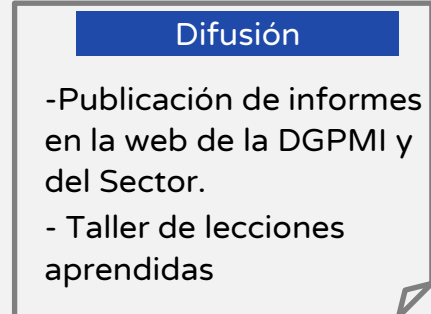 Difusión
-Publicación de informes
en la web de la DGPMI y
del Sector.
- Taller de lecciones
aprendidas